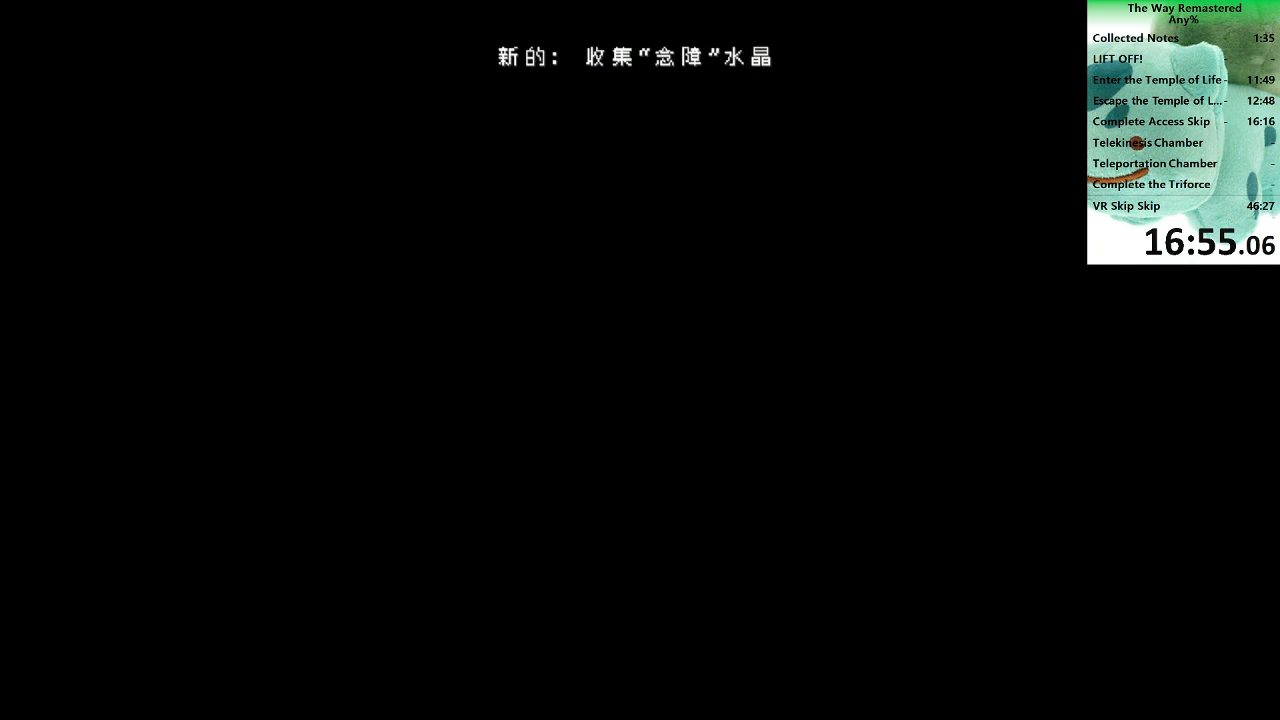 新的： 收集“念障”水晶
The Way Remastered
Any%
Collected Notes 1:35
LIFT OFF! - -
Enter the Temple of Life - 11:49
Escape the Temple of L... - 12:48
Complete Access Skip - 16:16
Telekinesis Chamber -
Teleportation Chamber -
Complete the Triforce -
VR Skip Skip 46:27
-
16:55.06